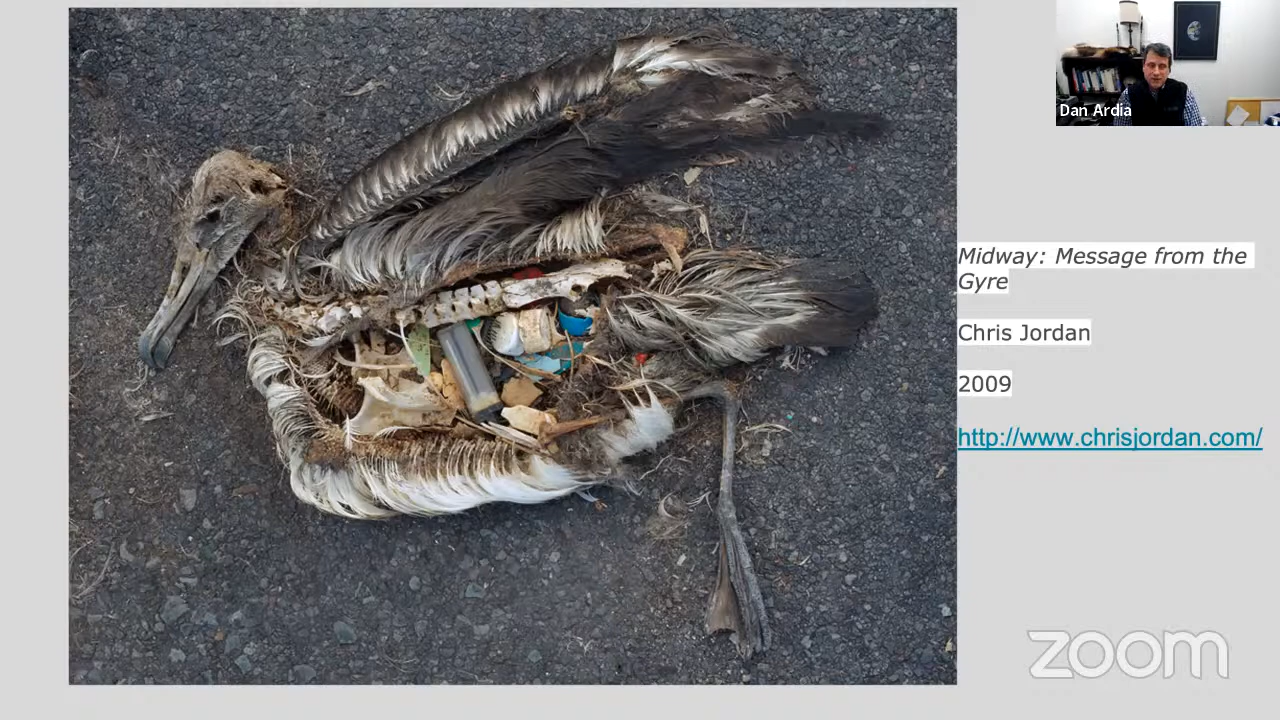 Dan Ardia
Midway: Message from the
Gyre
Chris Jordan
2009
http://www.chrisjordan.com/
zoom